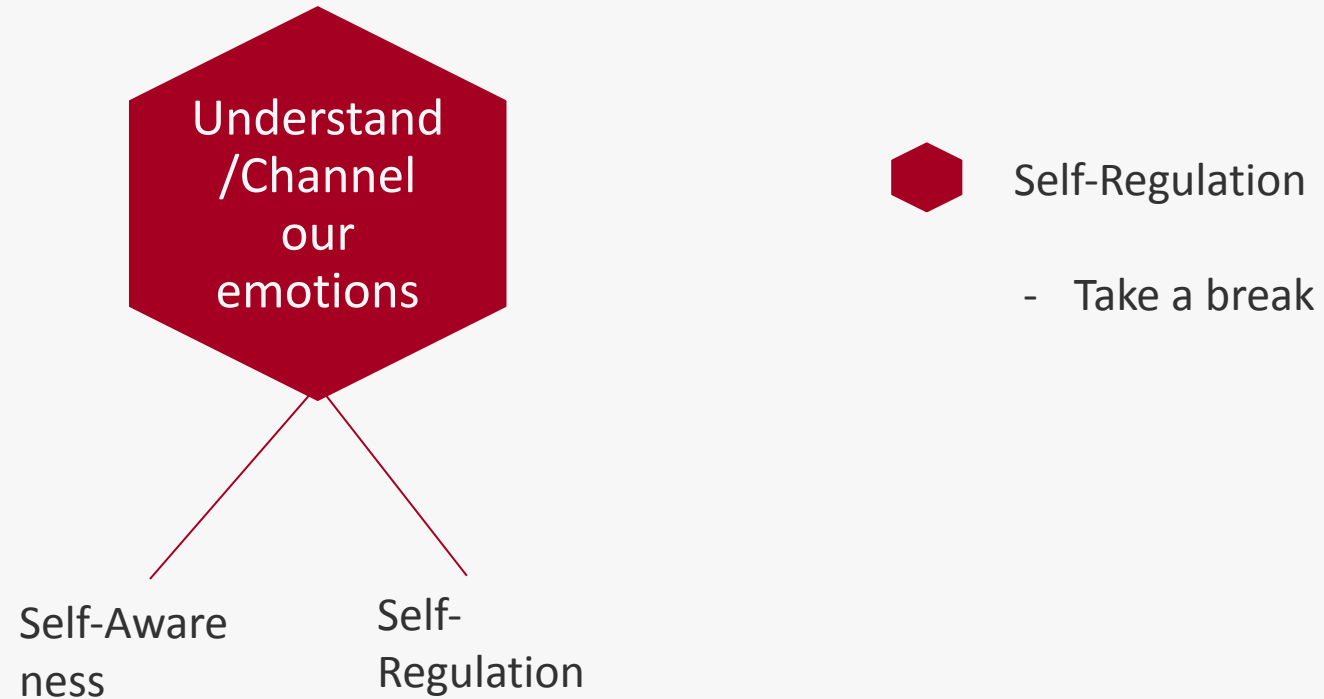 Understand
/Channel
our
emotions
Self-Aware
ness
Self-
Regulation
Self-Regulation
- Take a break